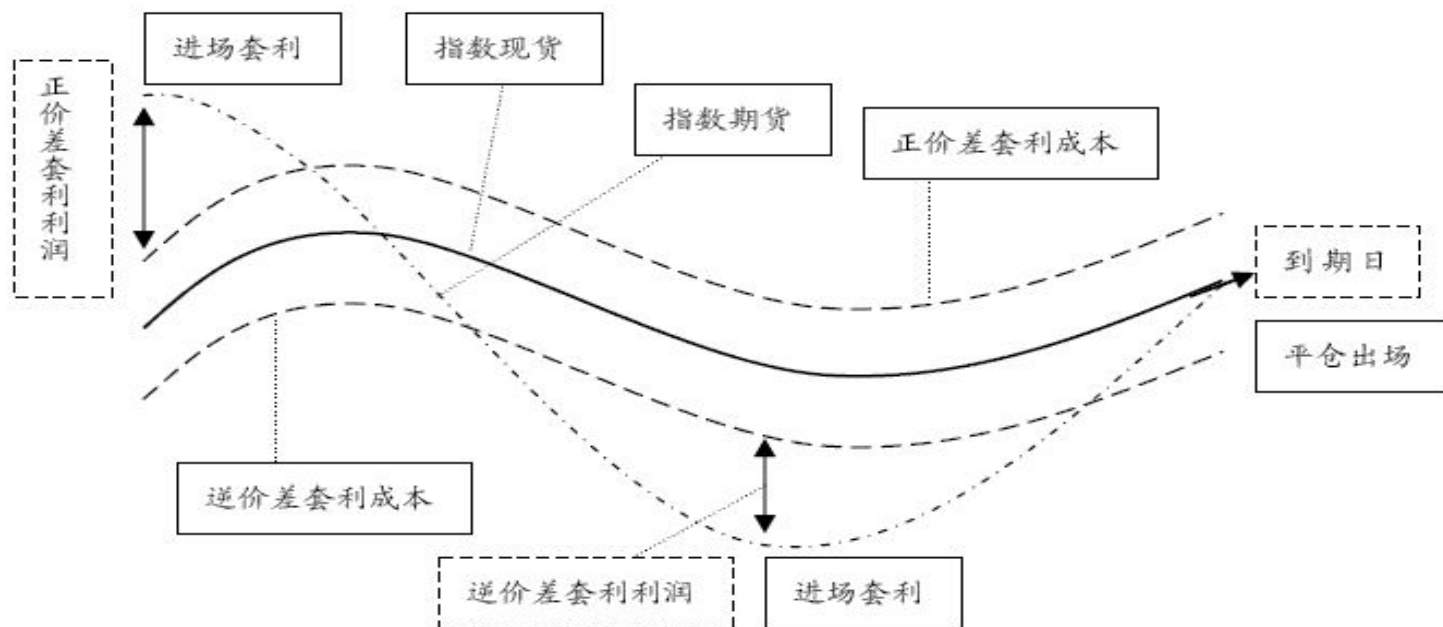 进场套利
指数现货
正价差套利利润
指数期货
正价差套利成本
到期日
平仓出场
逆价差套利成本
逆价差套利利润
进场套利